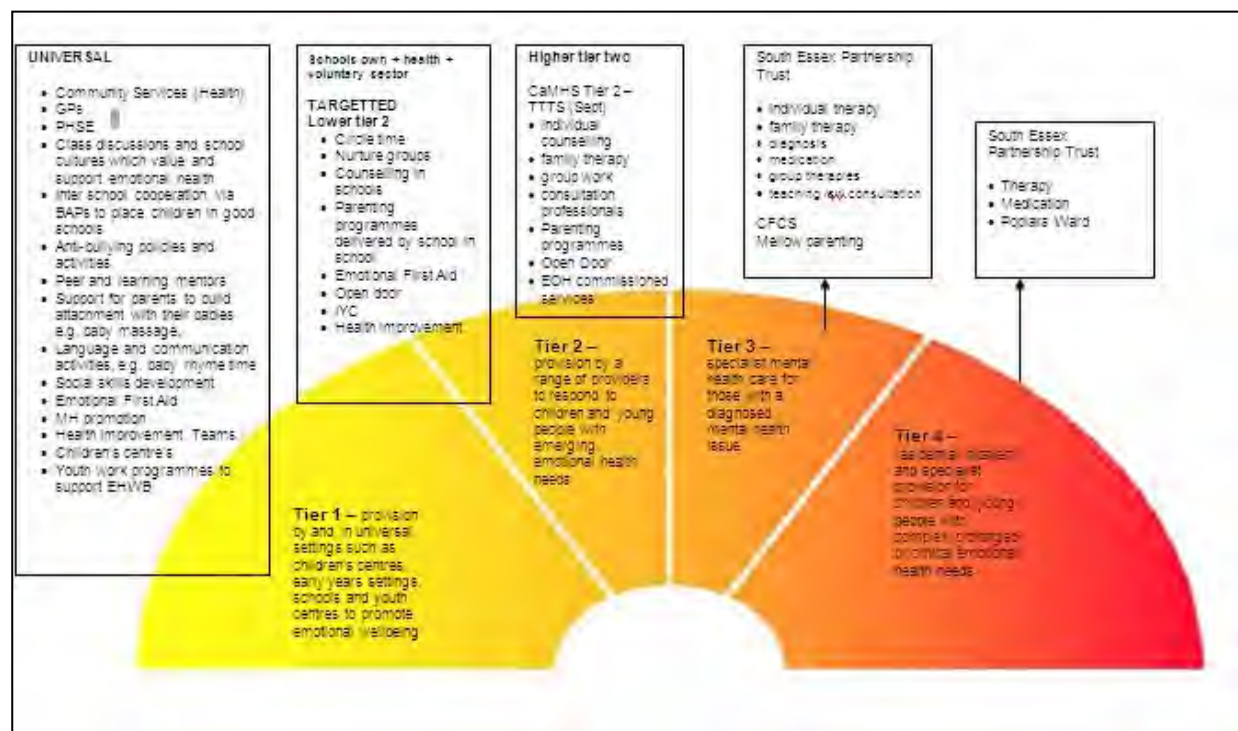 UNIVERSAL
• Community Services (Health)
• GPs
• PHSE
• Class discussions and school
cultures which value and
support emotional health
• Inter school cooperation via
BAPs to place children in good
schools
• Anti-bullying policies and
activities
• Peer and learning mentors
• Support for parents to build
attachment with their babies
e.g. baby massage,
• Language and communication
activities, e.g. baby rhyme time
• Social skills development
• Emotional First Aid
• MH promotion
• Health Improvement Teams
• Children's centre's
• Youth work programmes to
support EHWB
Schools own + health +
voluntary sector
TARGETTED
Lower tier 2
• Circle time
• Nurture groups
• Counselling in
schools
• Parenting
programmes
delivered by school in
school
• Emotional First Aid
• Open door
• IYC
• Health Improvement
Higher tier two
CaMHS Tier 2 –
TTTS (Sept)
• individual
counselling
• family therapy
• group work
• consultation
professionals
• Parenting
programmes
• Open Door
• EOH commissioned
services
South Essex Partnership
Trust
• individual therapy
• family therapy
• diagnosis
• medication
• group therapies
• teaching consultation
CFCS
Mellow parenting
South Essex
Partnership Trust
• Therapy
• Medication
• Poplars Ward
Tier 1 – provision
by and in universal
settings such as
children's centres,
early years settings,
schools and youth
centres to promote
emotional wellbeing
Tier 2 –
provision by a
range of providers
to respond to
children and young
people with
emerging
emotional health
needs
Tier 3 –
specialist mental
health care for
those with a
diagnosed
mental health
issue
Tier 4 –
and specialist
provision for
children and young
people with
complex prolonged
or critical emotional
health needs